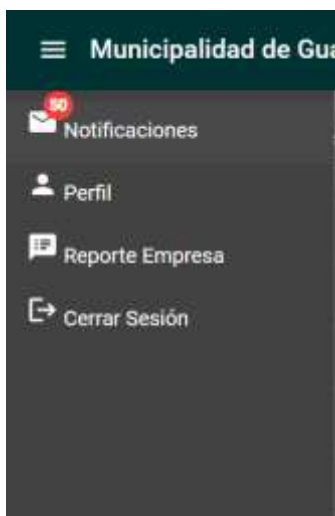 Municipalidad de Gua
50
Notificaciones
Perfil
Reporte Empresa
Cerrar Sesión